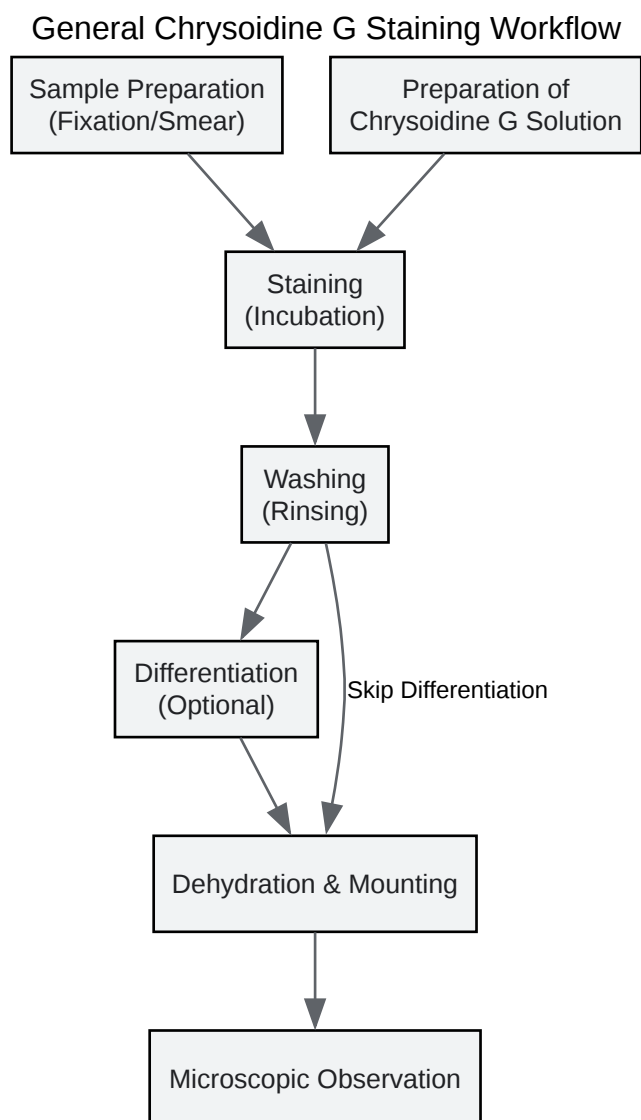 General Chrysoidine G Staining Workflow
Sample Preparation
(Fixation/Smear)
Preparation of
Chrysoidine G Solution
Staining
(Incubation)
Washing
(Rinsing)
Differentiation
(Optional)
Skip Differentiation
Dehydration & Mounting
Microscopic Observation